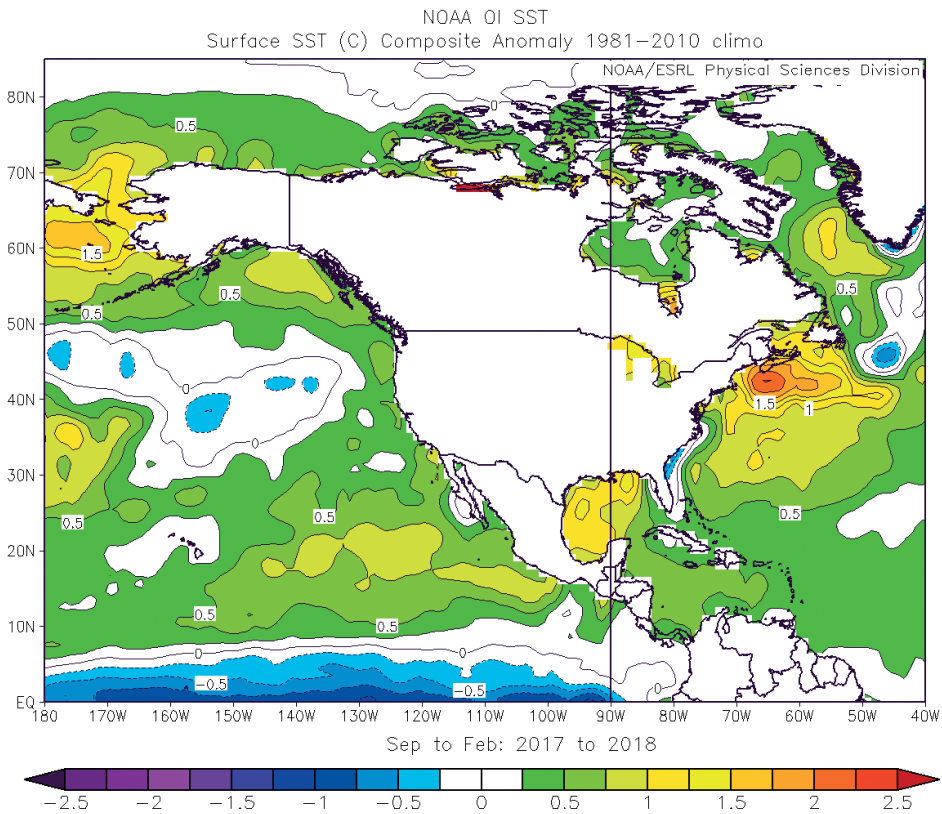 NOAA OI SST
Surface SST (C) Composite Anomaly 1981-2010 climo
NOAA/ESRL Physical Sciences Division
80N
0
0.5
70N
60N
1.5
0.5
0.5
0.5
50N
0
40N
1.5
1
0
30N
0.5
0.5
0.5
20N
10N
0.5
0.5
0
0
-0.5
-0.5
0
EQ
180 170W 160W 150W 140W 130W 120W 110W 100W 90W 80W 70W 60W 50W 40W
Sep to Feb: 2017 to 2018
-2.5 -2 -1.5 -1 -0.5 0 0.5 1 1.5 2 2.5